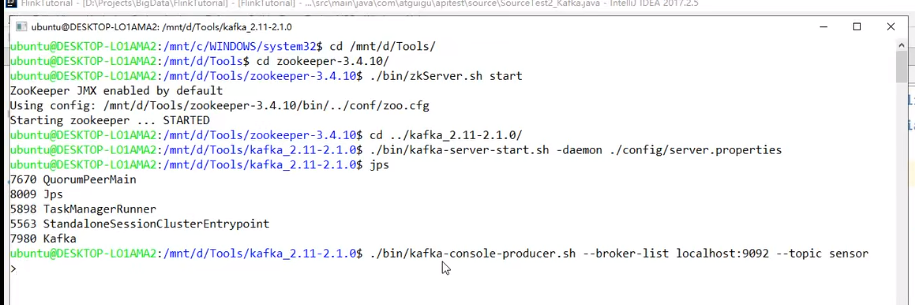 FlinkTutorial - [D:\Projects\BigData\FlinkTutorial] - [FlinkTutorial] - ...\src\main\java\com\atguigu\apitest\source\SourceTest2_Kafka.java - IntelliJ IDEA 2017.2.5
ubuntu@DESKTOP-LO1AMA2: /mnt/d/Tools/kafka_2.11-2.1.0
ubuntu@DESKTOP-LO1AMA2:/mnt/c/WINDOWS/system32$ cd /mnt/d/Tools/
ubuntu@DESKTOP-LO1AMA2:/mnt/d/Tools$ cd zookeeper-3.4.10/
ubuntu@DESKTOP-LO1AMA2:/mnt/d/Tools/zookeeper-3.4.10$ ./bin/zkServer.sh start
ZooKeeper JMX enabled by default
Using config: /mnt/d/Tools/zookeeper-3.4.10/bin/../conf/zoo.cfg
Starting zookeeper ... STARTED
ubuntu@DESKTOP-LO1AMA2:/mnt/d/Tools/zookeeper-3.4.10$ cd ../kafka_2.11-2.1.0/
ubuntu@DESKTOP-LO1AMA2:/mnt/d/Tools/kafka_2.11-2.1.0$ ./bin/kafka-server-start.sh -daemon ./config/server.properties
ubuntu@DESKTOP-LO1AMA2:/mnt/d/Tools/kafka_2.11-2.1.0$ jps
7670 QuorumPeerMain
8009 Jps
5898 TaskManagerRunner
5563 StandaloneSessionClusterEntrypoint
7980 Kafka
ubuntu@DESKTOP-LO1AMA2:/mnt/d/Tools/kafka_2.11-2.1.0$ ./bin/kafka-console-producer.sh --broker-list localhost:9092 --topic sensor
>